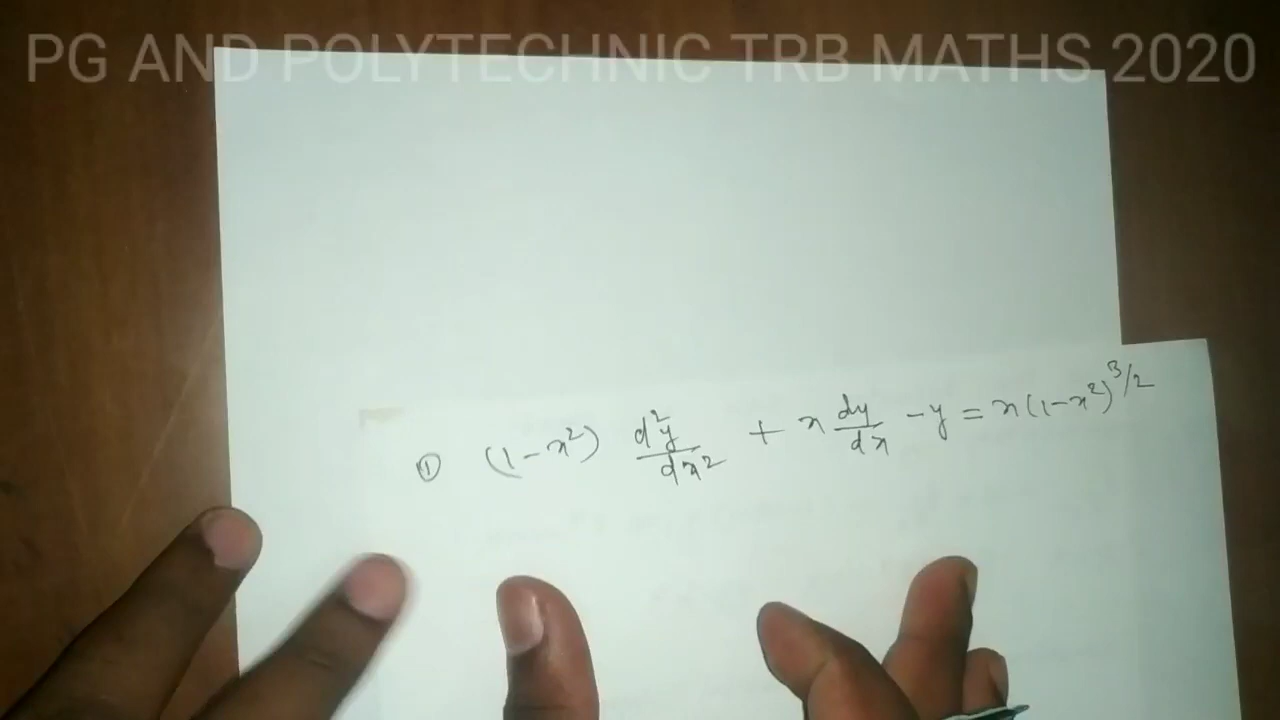 PG AND POLYTECHNIC TRB MATHS 2020
① (1-x²) d²y/dx² + x dy/dx - y = x(1-x²)^3/2